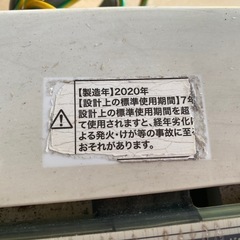 【製造年】2020年
【設計上の標準使用期間】7年
設計上の標準使用期間を超
て使用されますと、経年劣化に
よる発火・けが等の事故に至る
おそれがあります。